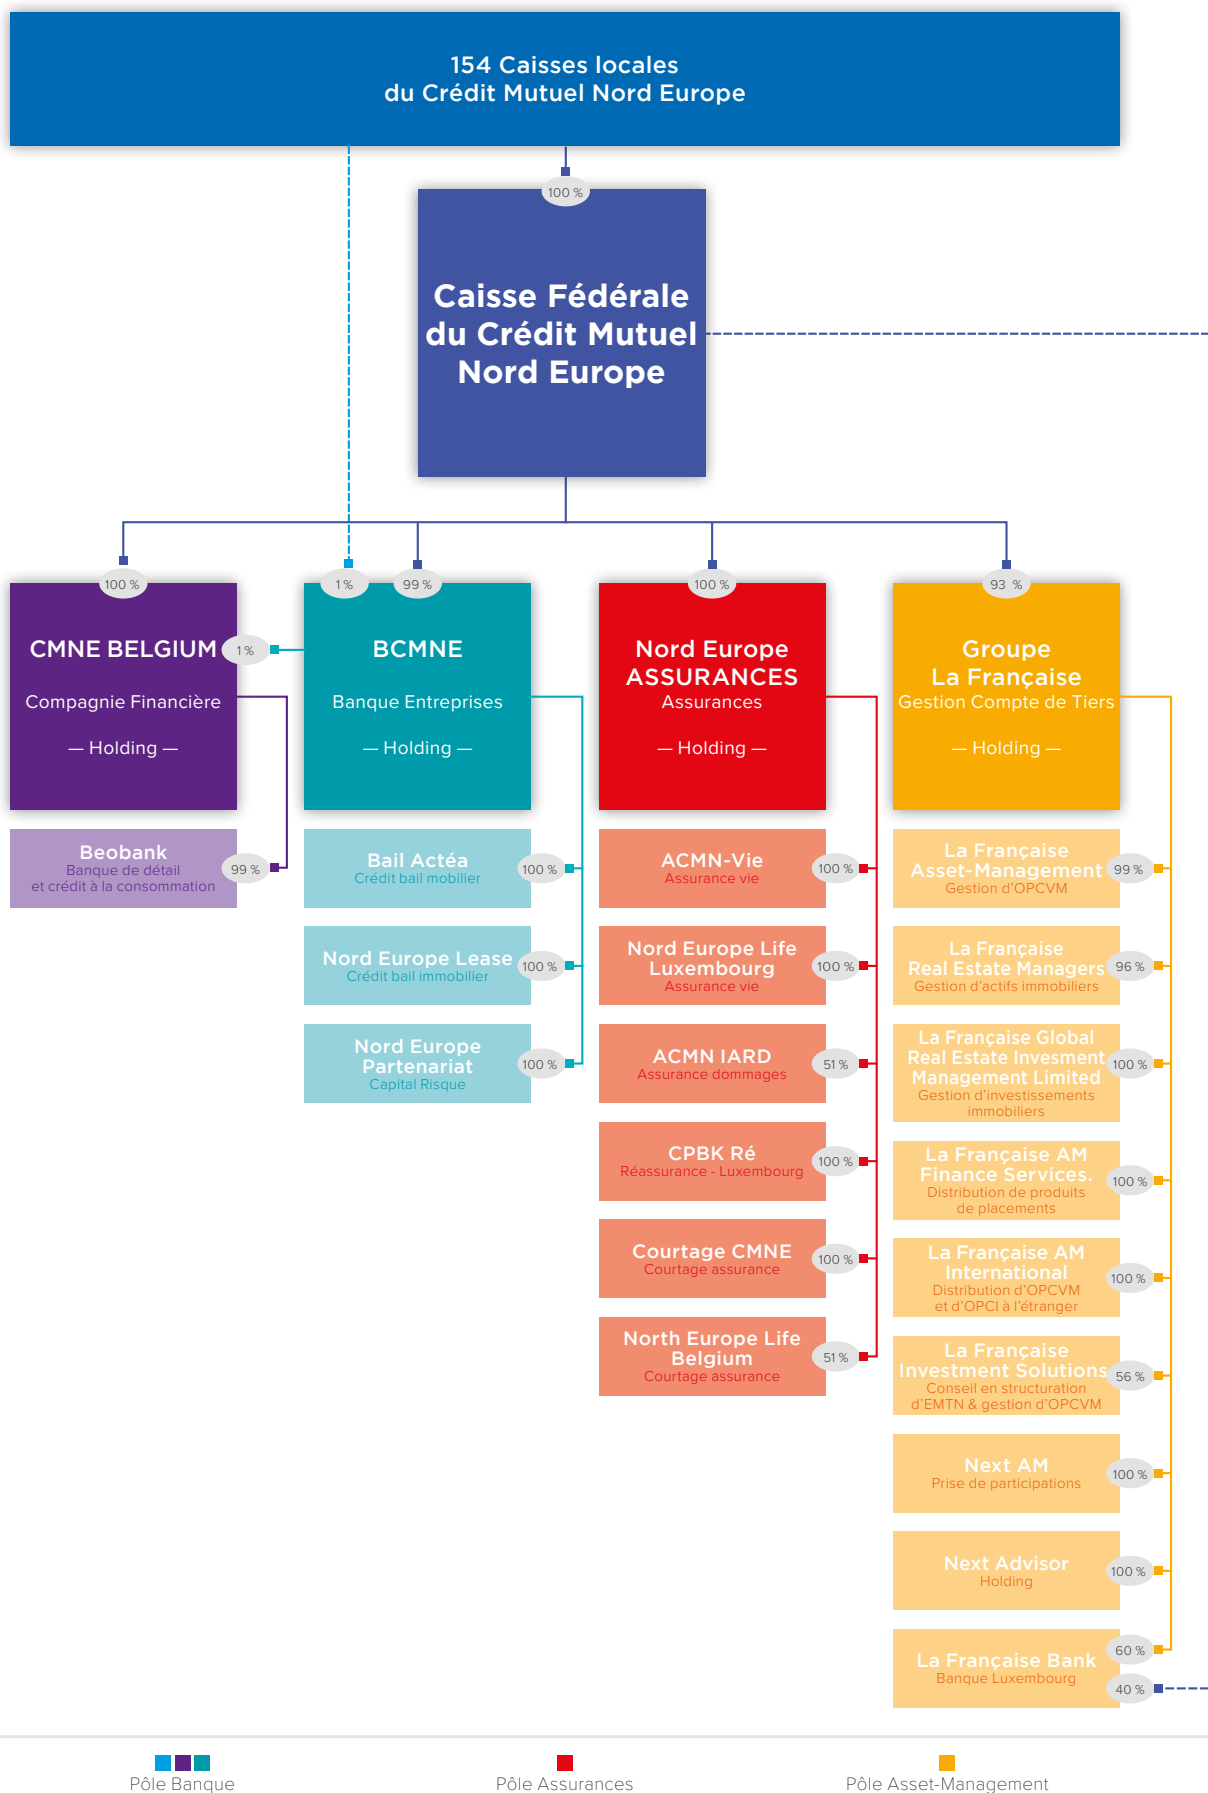 154 Caisses locales
du Crédit Mutuel Nord Europe
100 %
Caisse Fédérale
du Crédit Mutuel
Nord Europe
100 %
CMNE BELGIUM
1 %
Compagnie Financière
— Holding —
Beobank
Banque de détail
et crédit à la consommation
99 %
1 %
99 %
BCMNE
Banque Entreprises
— Holding —
Bail Actéa
Crédit bail mobilier
100 %
Nord Europe Lease
Crédit bail immobilier
100 %
Nord Europe
Partenariat
Capital Risque
100 %
100 %
Nord Europe
ASSURANCES
Assurances
— Holding —
ACMN-Vie
Assurance vie
100 %
Nord Europe Life
Luxembourg
Assurance vie
100 %
ACMN IARD
Assurance dommages
51 %
CPBK Ré
Réassurance - Luxembourg
100 %
Courtage CMNE
Courtage assurance
100 %
North Europe Life
Belgium
Courtage assurance
51 %
93 %
Groupe
La Française
Gestion Compte de Tiers
— Holding —
La Française
Asset-Management
Gestion d'OPCVM
99 %
La Française
Real Estate Managers
Gestion d'actifs immobiliers
96 %
La Française Global
Real Estate Invesment
Management Limited
Gestion d'investissements
immobiliers
100 %
La Française AM
Finance Services.
Distribution de produits
de placements
100 %
La Française AM
International
Distribution d'OPCVM
et d'OPCI à l'étranger
100 %
La Française
Investment Solutions
Conseil en structuration
d'EMTN & gestion d'OPCVM
56 %
Next AM
Prise de participations
100 %
Next Advisor
Holding
100 %
La Française Bank
Banque Luxembourg
60 %
40 %
Pôle Banque
Pôle Assurances
Pôle Asset-Management